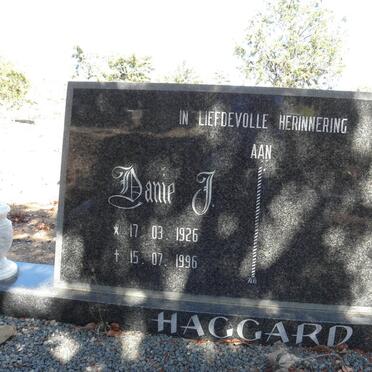 IN LIEFDEVOLLE HERINNERING
AAN
Danie J.
* 17. 03. 1926
† 15. 07. 1996
HAGGARD